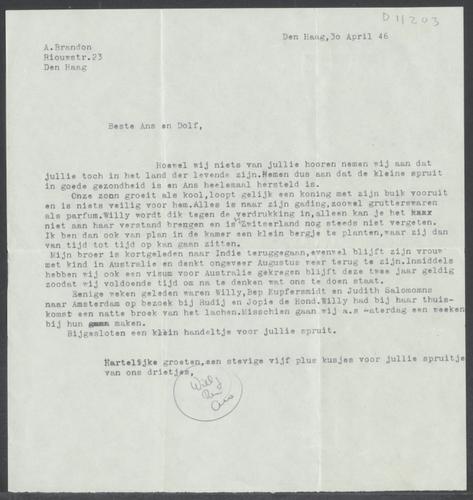 D 11203
Den Haag,30 April 46
A.Brandon
Riouwstr.23
Den Haag
Beste Ans en Dolf,
Hoewel wij niets van jullie hooren nemen wij aan dat
jullie toch in het land der levende zijn.Nemen dus aan dat de kleine spruit
in goede gezondheid is en Ans heelemaal hersteld is.
Onze zonn groeit als kool,loopt gelijk een koning met zijn buik vooruit
en is niets veilig voor hem.Alles is naar zijn gading,zoowel grutterswaren
als parfum.Willy wordt dik tegen de verdrukking in,alleen kan je het
niet aan haar verstand brengen en is Zwitserland nog steeds niet vergeten.
Ik ben dan ook van plan in de kamer een klein bergje te planten,waar zij dan
van tijd tot tijd op kan gaan zitten.
Mijn broer is kortgeleden naar Indie teruggegaan,evenwel blijft zijn vrouw
met kind in Australie en denkt ongeveer Augustus weer terug te zijn.Inmiddels
hebben wij ook een visum voor Australie gekregen blijft deze twee jaar geldig
zoodat wij voldoende tijd om na te denken wat ons te doen staat.
Eenige weken geleden waren Willy,Bep Kupfersmidt en Judith Salomomns
naar Amsterdam op bezoek bij Rudij en Jopie de Hond.Willy had bij haar thuis-
komst een natte broek van het lachen.Misschien gaan wij a.s Zaterdag een weekend
bij hun maken.
Bijgesloten een klein handeltje voor jullie spruit.
Hartelijke groeten,een stevige vijf plus kusjes voor jullie spruitje
van ons drietjes,
Willy